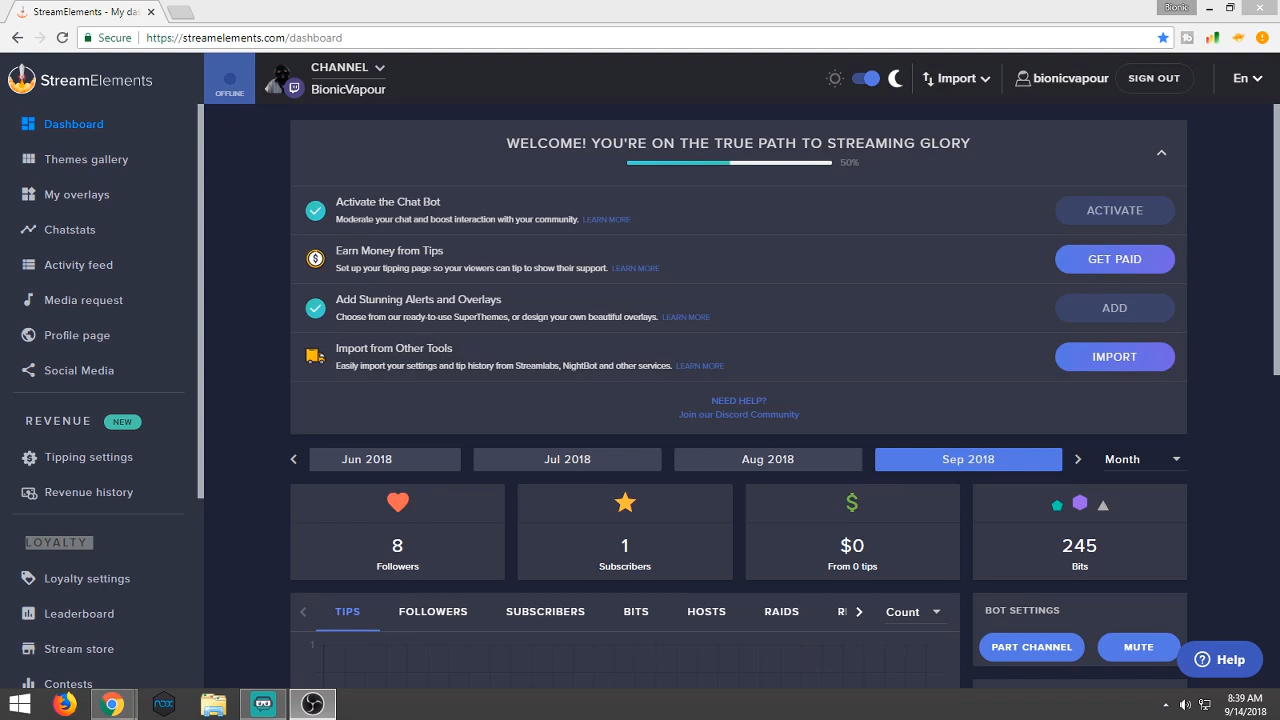 StreamElements - My das
Bionic
Secure
https://streamelements.com/dashboard
StreamElements
OFFLINE
CHANNEL
BionicVapour
Import
bionicvapour
SIGN OUT
En
Dashboard
Themes gallery
My overlays
Chatstats
Activity feed
Media request
Profile page
Social Media
REVENUE NEW
Tipping settings
Revenue history
LOYALTY
Loyalty settings
Leaderboard
Stream store
Contests
WELCOME! YOU'RE ON THE TRUE PATH TO STREAMING GLORY
50%
Activate the Chat Bot
Moderate your chat and boost interaction with your community. LEARN MORE
ACTIVATE
Earn Money from Tips
Set up your tipping page so your viewers can tip to show their support. LEARN MORE
GET PAID
Add Stunning Alerts and Overlays
Choose from our ready-to-use SuperThemes, or design your own beautiful overlays. LEARN MORE
ADD
Import from Other Tools
Easily import your settings and tip history from Streamlabs, NightBot and other services. LEARN MORE
IMPORT
NEED HELP?
Join our Discord Community
Jun 2018
Jul 2018
Aug 2018
Sep 2018
Month
8
Followers
1
Subscribers
$
$0
From 0 tips
245
Bits
TIPS
FOLLOWERS
SUBSCRIBERS
BITS
HOSTS
RAIDS
Count
1
BOT SETTINGS
PART CHANNEL
MUTE
Help
nox
8:39 AM
9/14/2018